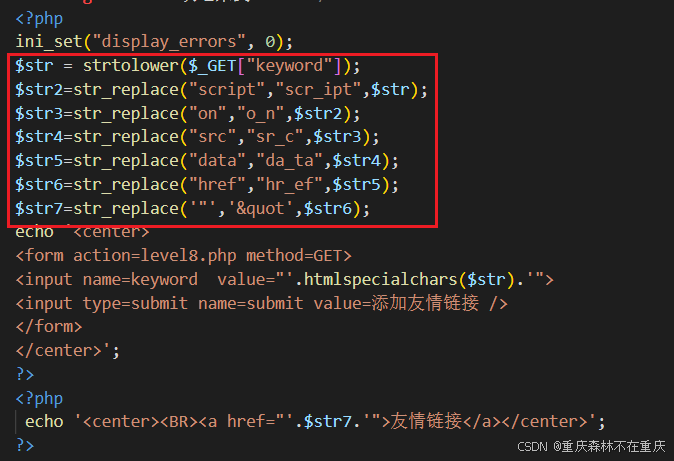 <?php
ini_set("display_errors", 0);
$str = strtolower($_GET["keyword"]);
$str2=str_replace("script","scr_ipt",$str);
$str3=str_replace("on","o_n",$str2);
$str4=str_replace("src","sr_c",$str3);
$str5=str_replace("data","da_ta",$str4);
$str6=str_replace("href","hr_ef",$str5);
$str7=str_replace('"','&quot',$str6);
echo '<center>
<form action=level8.php method=GET>
<input name=keyword  value="'.htmlspecialchars($str).'">
<input type=submit name=submit value=添加友情链接 />
</form>
</center>';
?>
<?php
 echo '<center><BR><a href="'.$str7.'">友情链接</a></center>';
?>
CSDN @重庆森林不在重庆